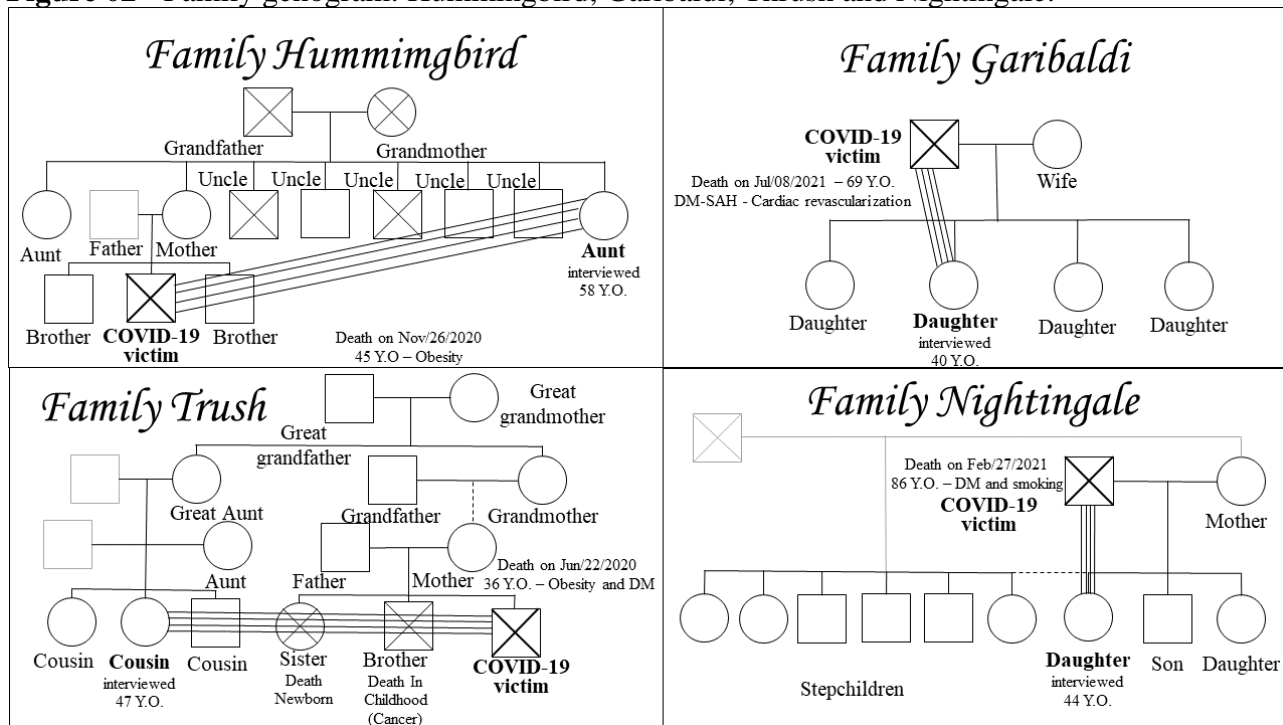 Figure 02 - Family genogram: Hummingbird, Garibaldi, Thrush and Nightingale.
Family Hummingbird
Grandfather
Grandmother
Uncle
Uncle
Uncle
Uncle
Uncle
Aunt
Father
Mother
Aunt
interviewed
58 Y.O.
Brother
COVID-19
victim
Brother
Death on Nov/26/2020
45 Y.O – Obesity
Family Garibaldi
COVID-19
victim
Wife
Death on Jul/08/2021 – 69 Y.O.
DM-SAH - Cardiac revascularization
Daughter
Daughter
interviewed
40 Y.O.
Daughter
Daughter
Family Trush
Great
grandmother
Great
grandfather
Great Aunt
Grandfather
Grandmother
Aunt
Father
Mother
Death on Jun/22/2020
36 Y.O. – Obesity and DM
Cousin
Cousin
interviewed
47 Y.O.
Cousin
Sister
Death
Newborn
Brother
Death In
Childhood
(Cancer)
COVID-19
victim
Family Nightingale
Death on Feb/27/2021
86 Y.O. – DM and smoking
COVID-19
victim
Mother
Stepchildren
Daughter
interviewed
44 Y.O.
Son
Daughter